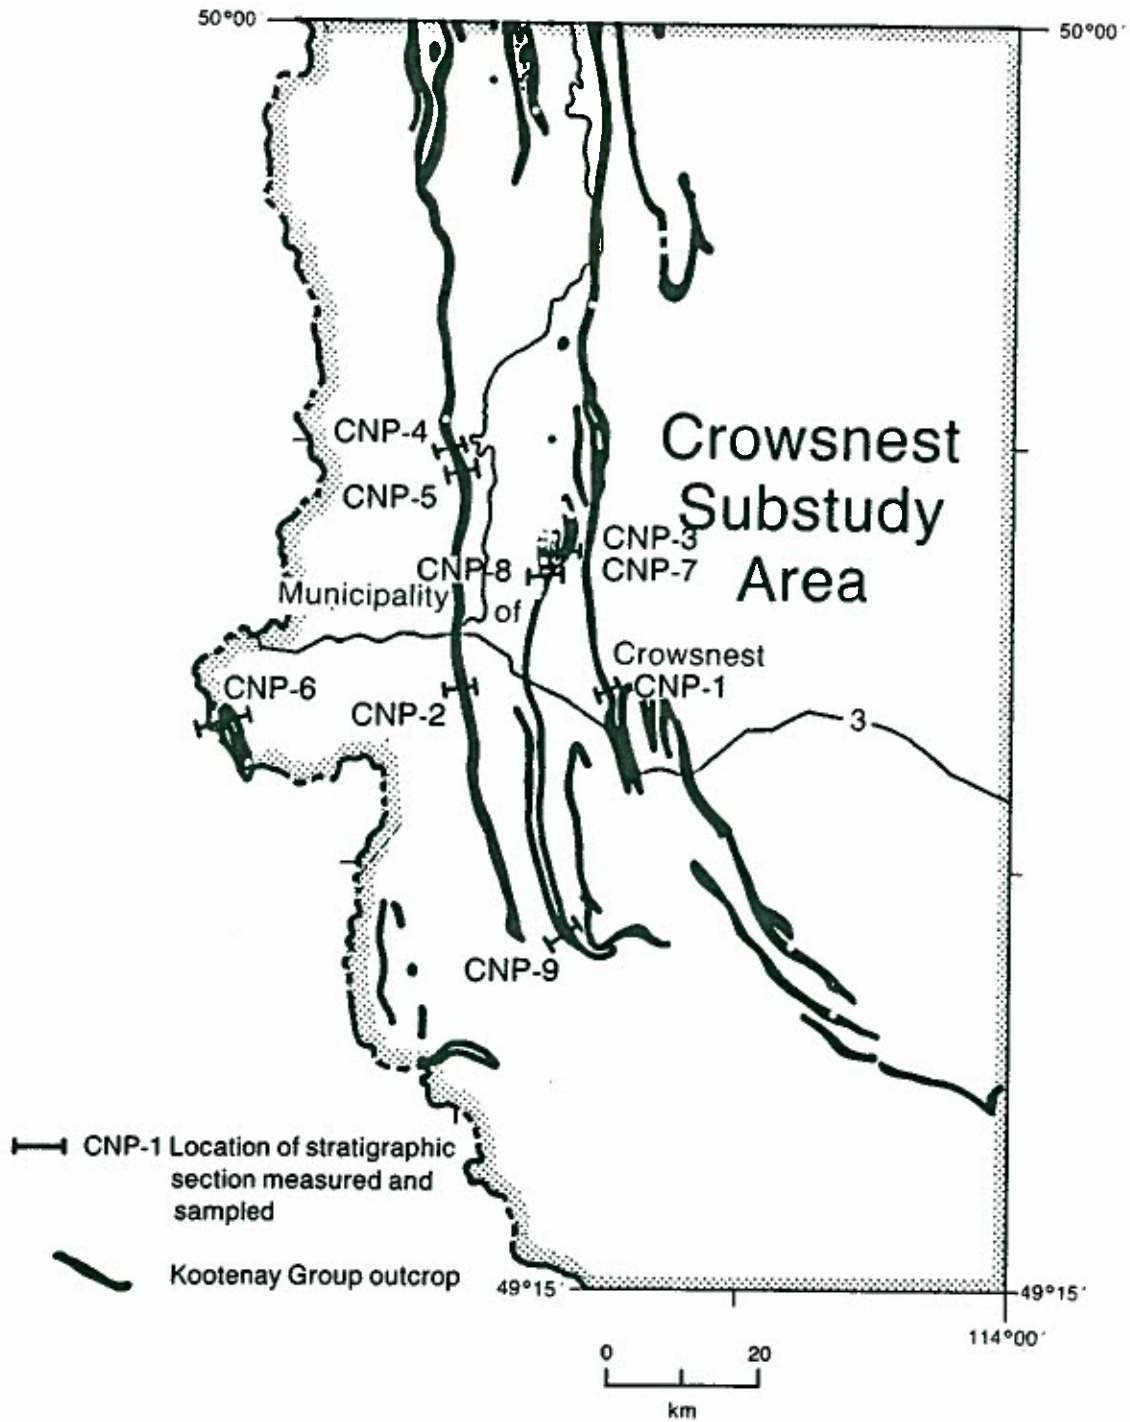 50°00´
50°00´
CNP-4
Crowsnest
Substudy
Area
CNP-5
CNP-3
CNP-8
CNP-7
Municipality
of
Crowsnest
CNP-6
CNP-1
CNP-2
3
CNP-9
CNP-1 Location of stratigraphic
section measured and
sampled
Kootenay Group outcrop
49°15´
49°15´
114°00´
0
20
km